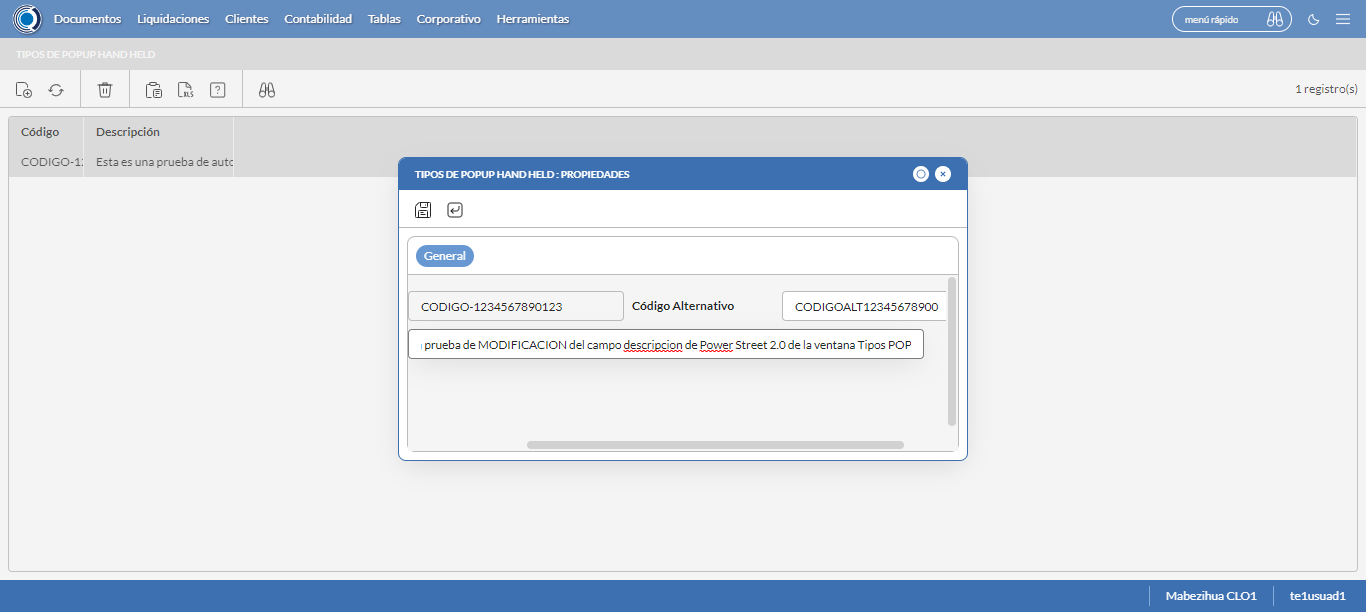 Documentos Liquidaciones Clientes Contabilidad Tablas Corporativo Herramientas menú rápido
TIPOS DE POPUP HAND HELD
XLS ? 1 registro(s)
Código Descripción
CODIGO-12 Esta es una prueba de auto
TIPOS DE POPUP HAND HELD : PROPIEDADES
General
CODIGO-1234567890123 Código Alternativo CODIGOALT12345678900
prueba de MODIFICACION del campo descripcion de Power Street 2.0 de la ventana Tipos POP
Mabezihua CLO1 te1usuad1